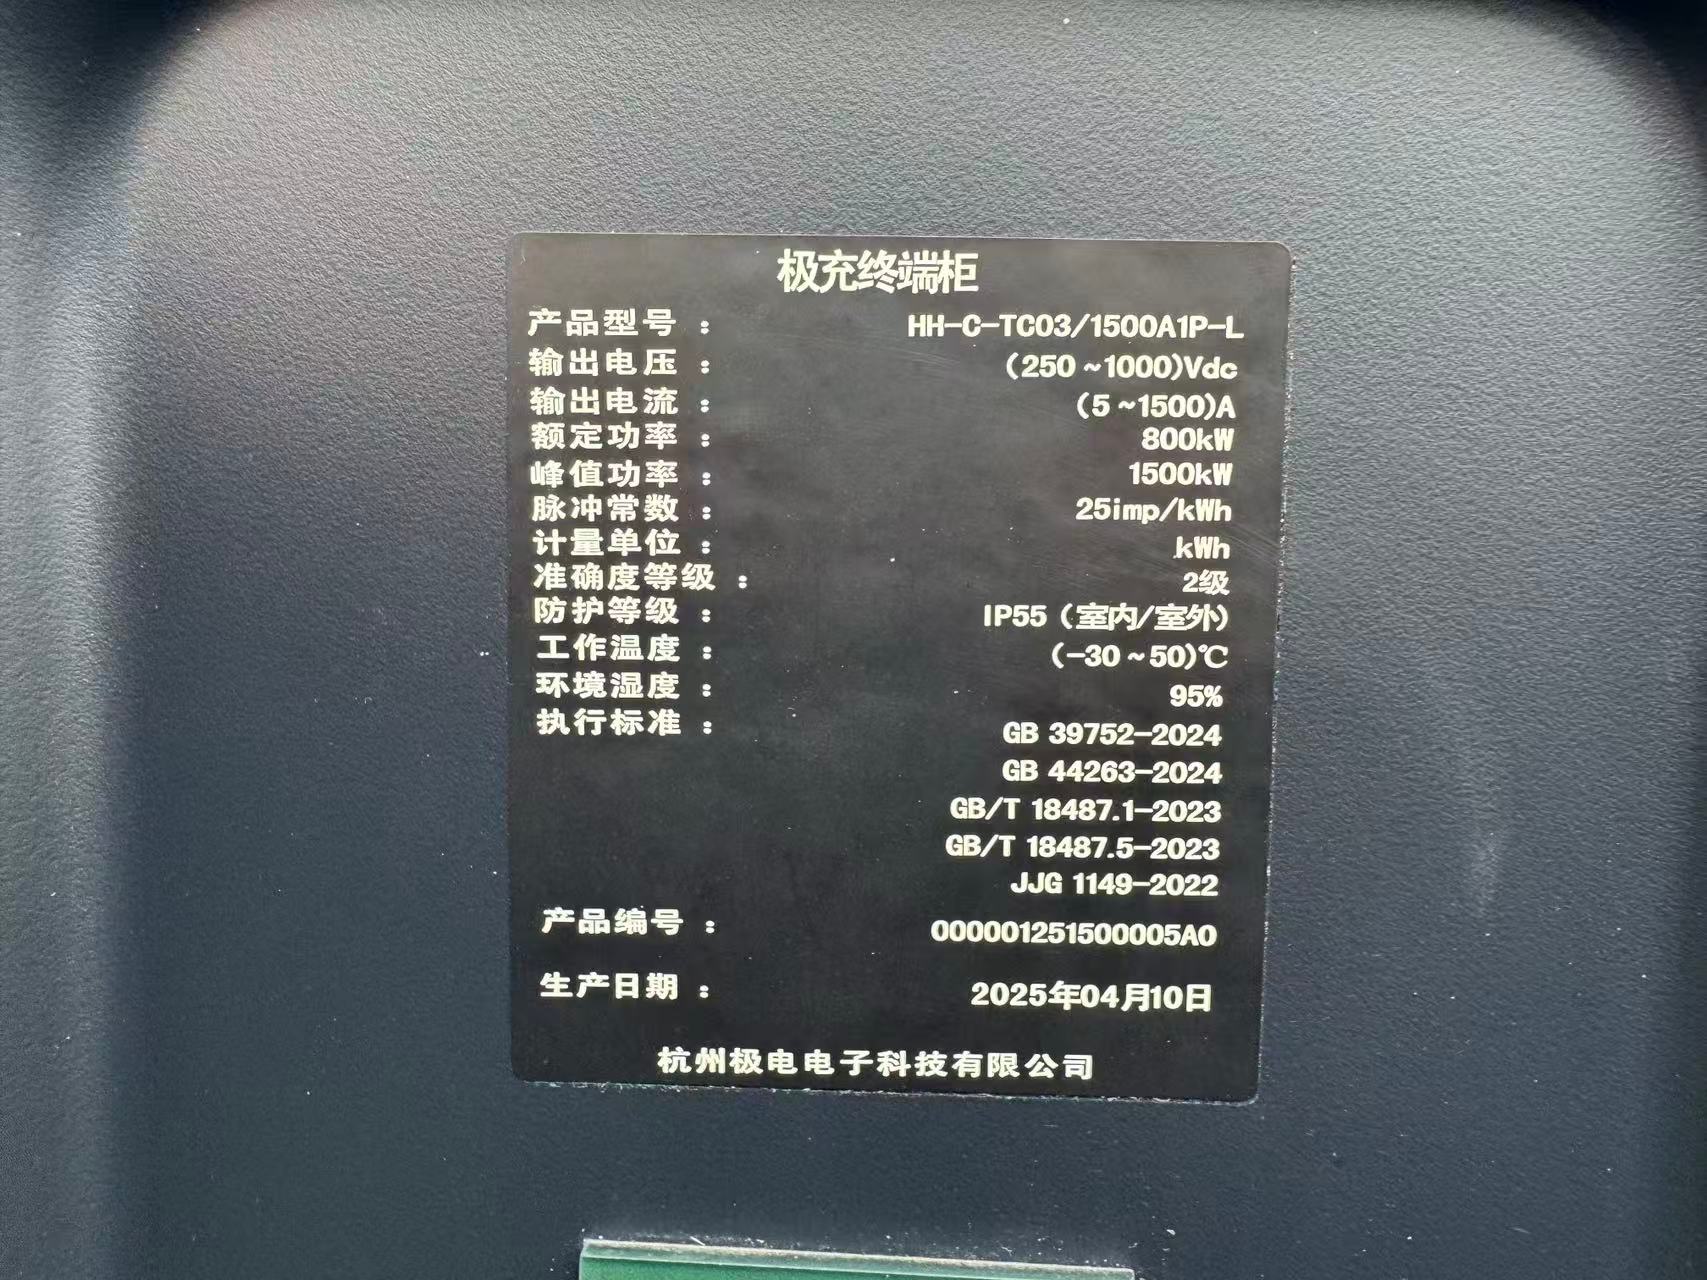 极充终端柜
产品型号： HH-C-TC03/1500A1P-L
输出电压： (250~1000)Vdc
输出电流： (5~1500)A
额定功率： 800kW
峰值功率： 1500kW
脉冲常数： 25imp/kWh
计量单位： kWh
准确度等级： 2级
防护等级： IP55（室内/室外）
工作温度： (-30~50)℃
环境湿度： 95%
执行标准： GB 39752-2024
GB 44263-2024
GB/T 18487.1-2023
GB/T 18487.5-2023
JJG 1149-2022
产品编号： 000001251500005A0
生产日期： 2025年04月10日
杭州极电电子科技有限公司